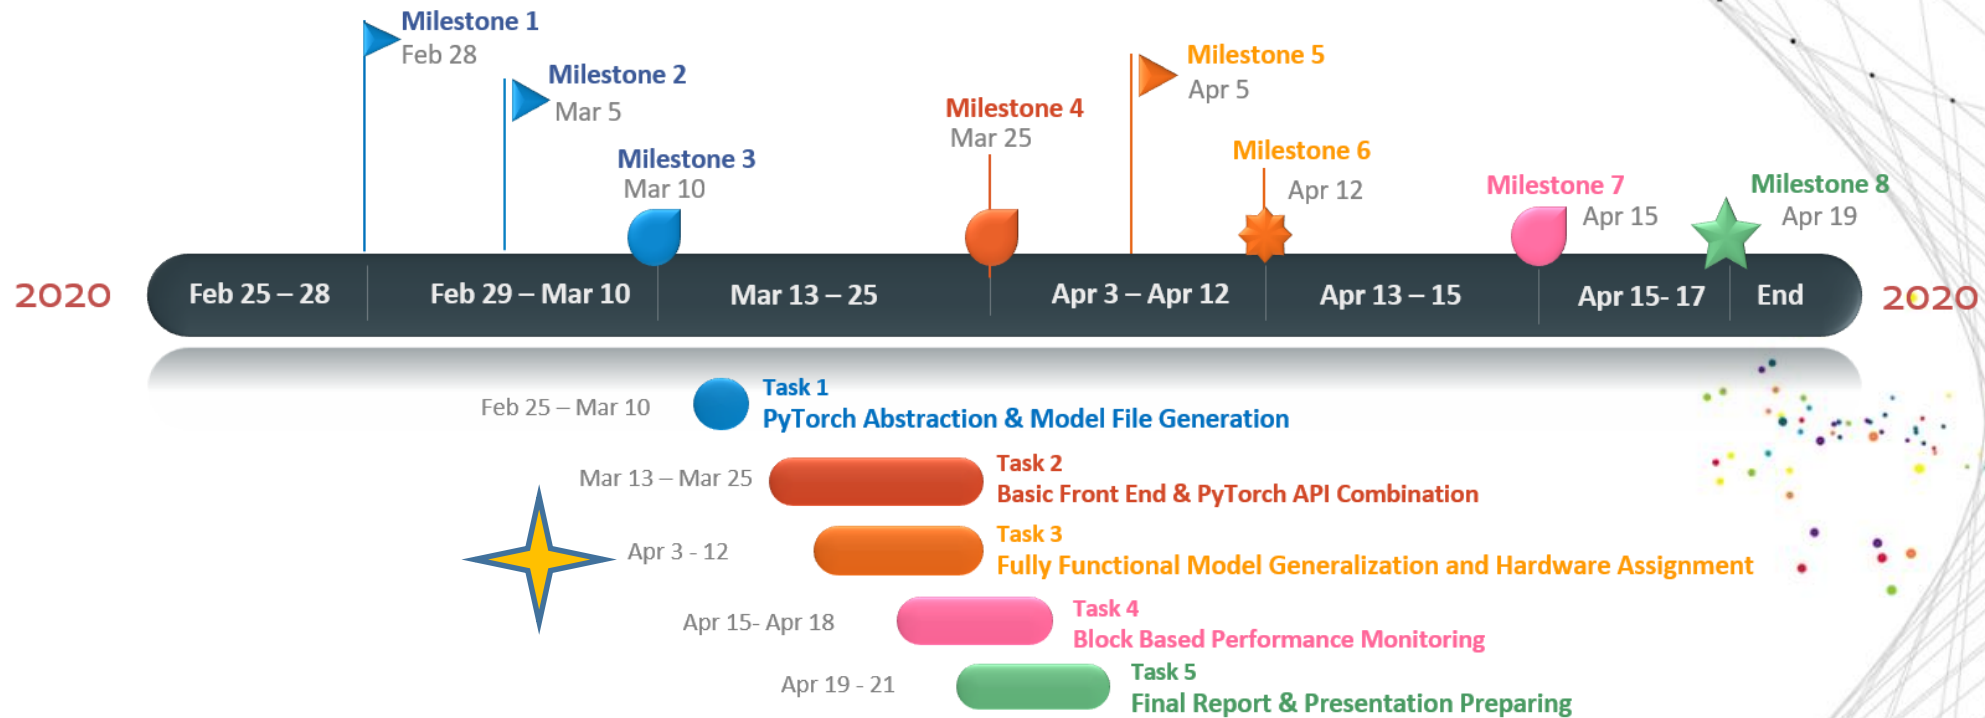 Milestone 1
Feb 28
Milestone 2
Mar 5
Milestone 3
Mar 10
Milestone 4
Mar 25
Milestone 5
Apr 5
Milestone 6
Apr 12
Milestone 7
Apr 15
Milestone 8
Apr 19
2020
Feb 25 – 28
Feb 29 – Mar 10
Mar 13 – 25
Apr 3 – Apr 12
Apr 13 – 15
Apr 15- 17
End
2020
Feb 25 – Mar 10
Task 1
PyTorch Abstraction & Model File Generation
Mar 13 – Mar 25
Task 2
Basic Front End & PyTorch API Combination
Apr 3 - 12
Task 3
Fully Functional Model Generalization and Hardware Assignment
Apr 15- Apr 18
Task 4
Block Based Performance Monitoring
Apr 19 - 21
Task 5
Final Report & Presentation Preparing